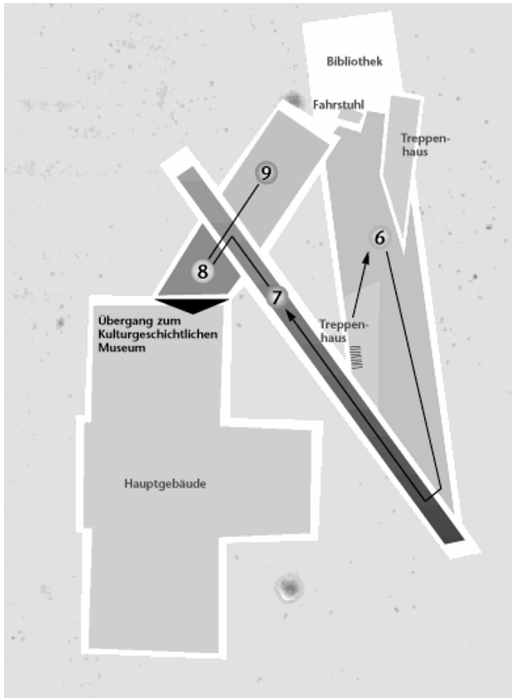 Bibliothek
Fahrstuhl
Treppen-
haus
9
6
8
7
Übergang zum
Kulturgeschichtlichen
Museum
Treppen-
haus
Hauptgebäude